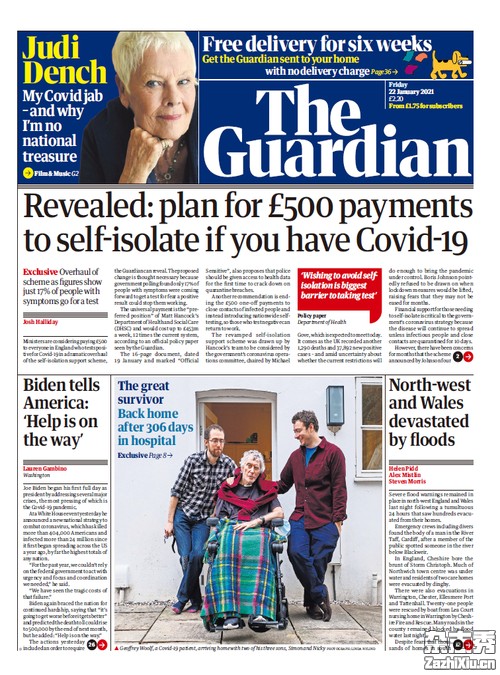 Judi
Dench
My Covid jab
– and why
I'm no
national
treasure
Film & Music G2
Free delivery for six weeks
Get the Guardian sent to your home
with no delivery charge Page 36
Friday
22 January 2021
£2.20
From £1.75 for subscribers
The
Guardian
Revealed: plan for £500 payments
to self-isolate if you have Covid-19
Exclusive Overhaul of
scheme as figures show
just 17% of people with
symptoms go for a test
Josh Halliday
Ministers are considering paying £500
to everyone in England who tests posi-
tive for Covid-19 in a dramatic overhaul
of the self-isolation support scheme,
the Guardian can reveal. The proposed
change is thought necessary because
government polling found only 17% of
people with symptoms were coming
forward to get a test for fear a positive
result could stop them working.
The universal payment is the "pre-
ferred position" of Matt Hancock's
Department of Health and Social Care
(DHSC) and would cost up to £453m
a week, 12 times the current system,
according to an official policy paper
seen by the Guardian.
The 16-page document, dated
19 January and marked "Official
Sensitive", also proposes that police
should be given access to health data
for the first time to crack down on
quarantine breaches.
Another recommendation is end-
ing the £500 one-off payments to
close contacts of infected people and
instead introducing nationwide self-
testing, so those who test negative can
return to work.
The revamped self-isolation
support scheme was drawn up by
Hancock's team to be considered by
the government's coronavirus opera-
tions committee, chaired by Michael
'Wishing to avoid self-
isolation is biggest
barrier to taking test'
Policy paper
Department of Health
Gove, which is expected to meet today.
It comes as the UK recorded another
1,290 deaths and 37,892 new positive
cases – and amid uncertainty about
whether the current restrictions will
do enough to bring the pandemic
under control. Boris Johnson point-
edly refused to be drawn on when
lockdown measures would be lifted,
raising fears that they may not be
eased for months.
Financial support for those needing
to self-isolate is critical to the govern-
ment's coronavirus strategy because
the disease will continue to spread
unless infectious people and close
contacts are quarantined for 10 days.
However, there have been concerns
for months that the scheme
announced by Johnson four
2
Biden tells
America:
'Help is on
the way'
Lauren Gambino
Washington
Joe Biden began his first full day as
president by addressing several major
crises, the most pressing of which is
the Covid-19 pandemic.
At a White House event yesterday he
announced a new national strategy to
combat coronavirus, which has killed
more than 404,000 Americans and
infected more than 24 million since
it first began spreading across the US
a year ago, by far the highest totals of
any nation.
"For the past year, we couldn't rely
on the federal government to act with
urgency and focus and coordination
we needed," he said.
"We have seen the tragic costs of
that failure."
Biden again braced the nation for
continued hardship, saying that "it's
going to get worse before it gets better"
and predicted the death toll could rise
to 500,000 by the end of next month,
but he added: "Help is on the way."
The actions yesterday
included an order to require
26
The great
survivor
Back home
after 306 days
in hospital
Exclusive Page 8
▲ Geoffrey Woolf, a Covid-19 patient, arriving home with two of his three sons, Simon and Nicky
North-west
and Wales
devastated
by floods
Helen Pidd
Alex Mistlin
Steven Morris
Severe flood warnings remained in
place in north-west England and Wales
last night following a tumultuous
24 hours that saw hundreds evacu-
ated from their homes.
Emergency crews including divers
found the body of a man in the River
Taff, Cardiff, after a member of the
public spotted someone in the river
below Blackweir.
In England, Cheshire bore the
brunt of Storm Christoph. Much of
Northwich town centre was under
water and residents of two care homes
were evacuated by dinghy.
There were also evacuations in
Warrington, Chester, Ellesmere Port
and Tattenhall. Twenty-one people
were rescued by boat from Lea Court
nursing home in Warrington by Chesh-
ire Fire and Rescue. Many roads in the
county remained blocked by flood
water last night.
Despite fears that
sands of homes in
杂志秀
ZaZhiXiu.cn